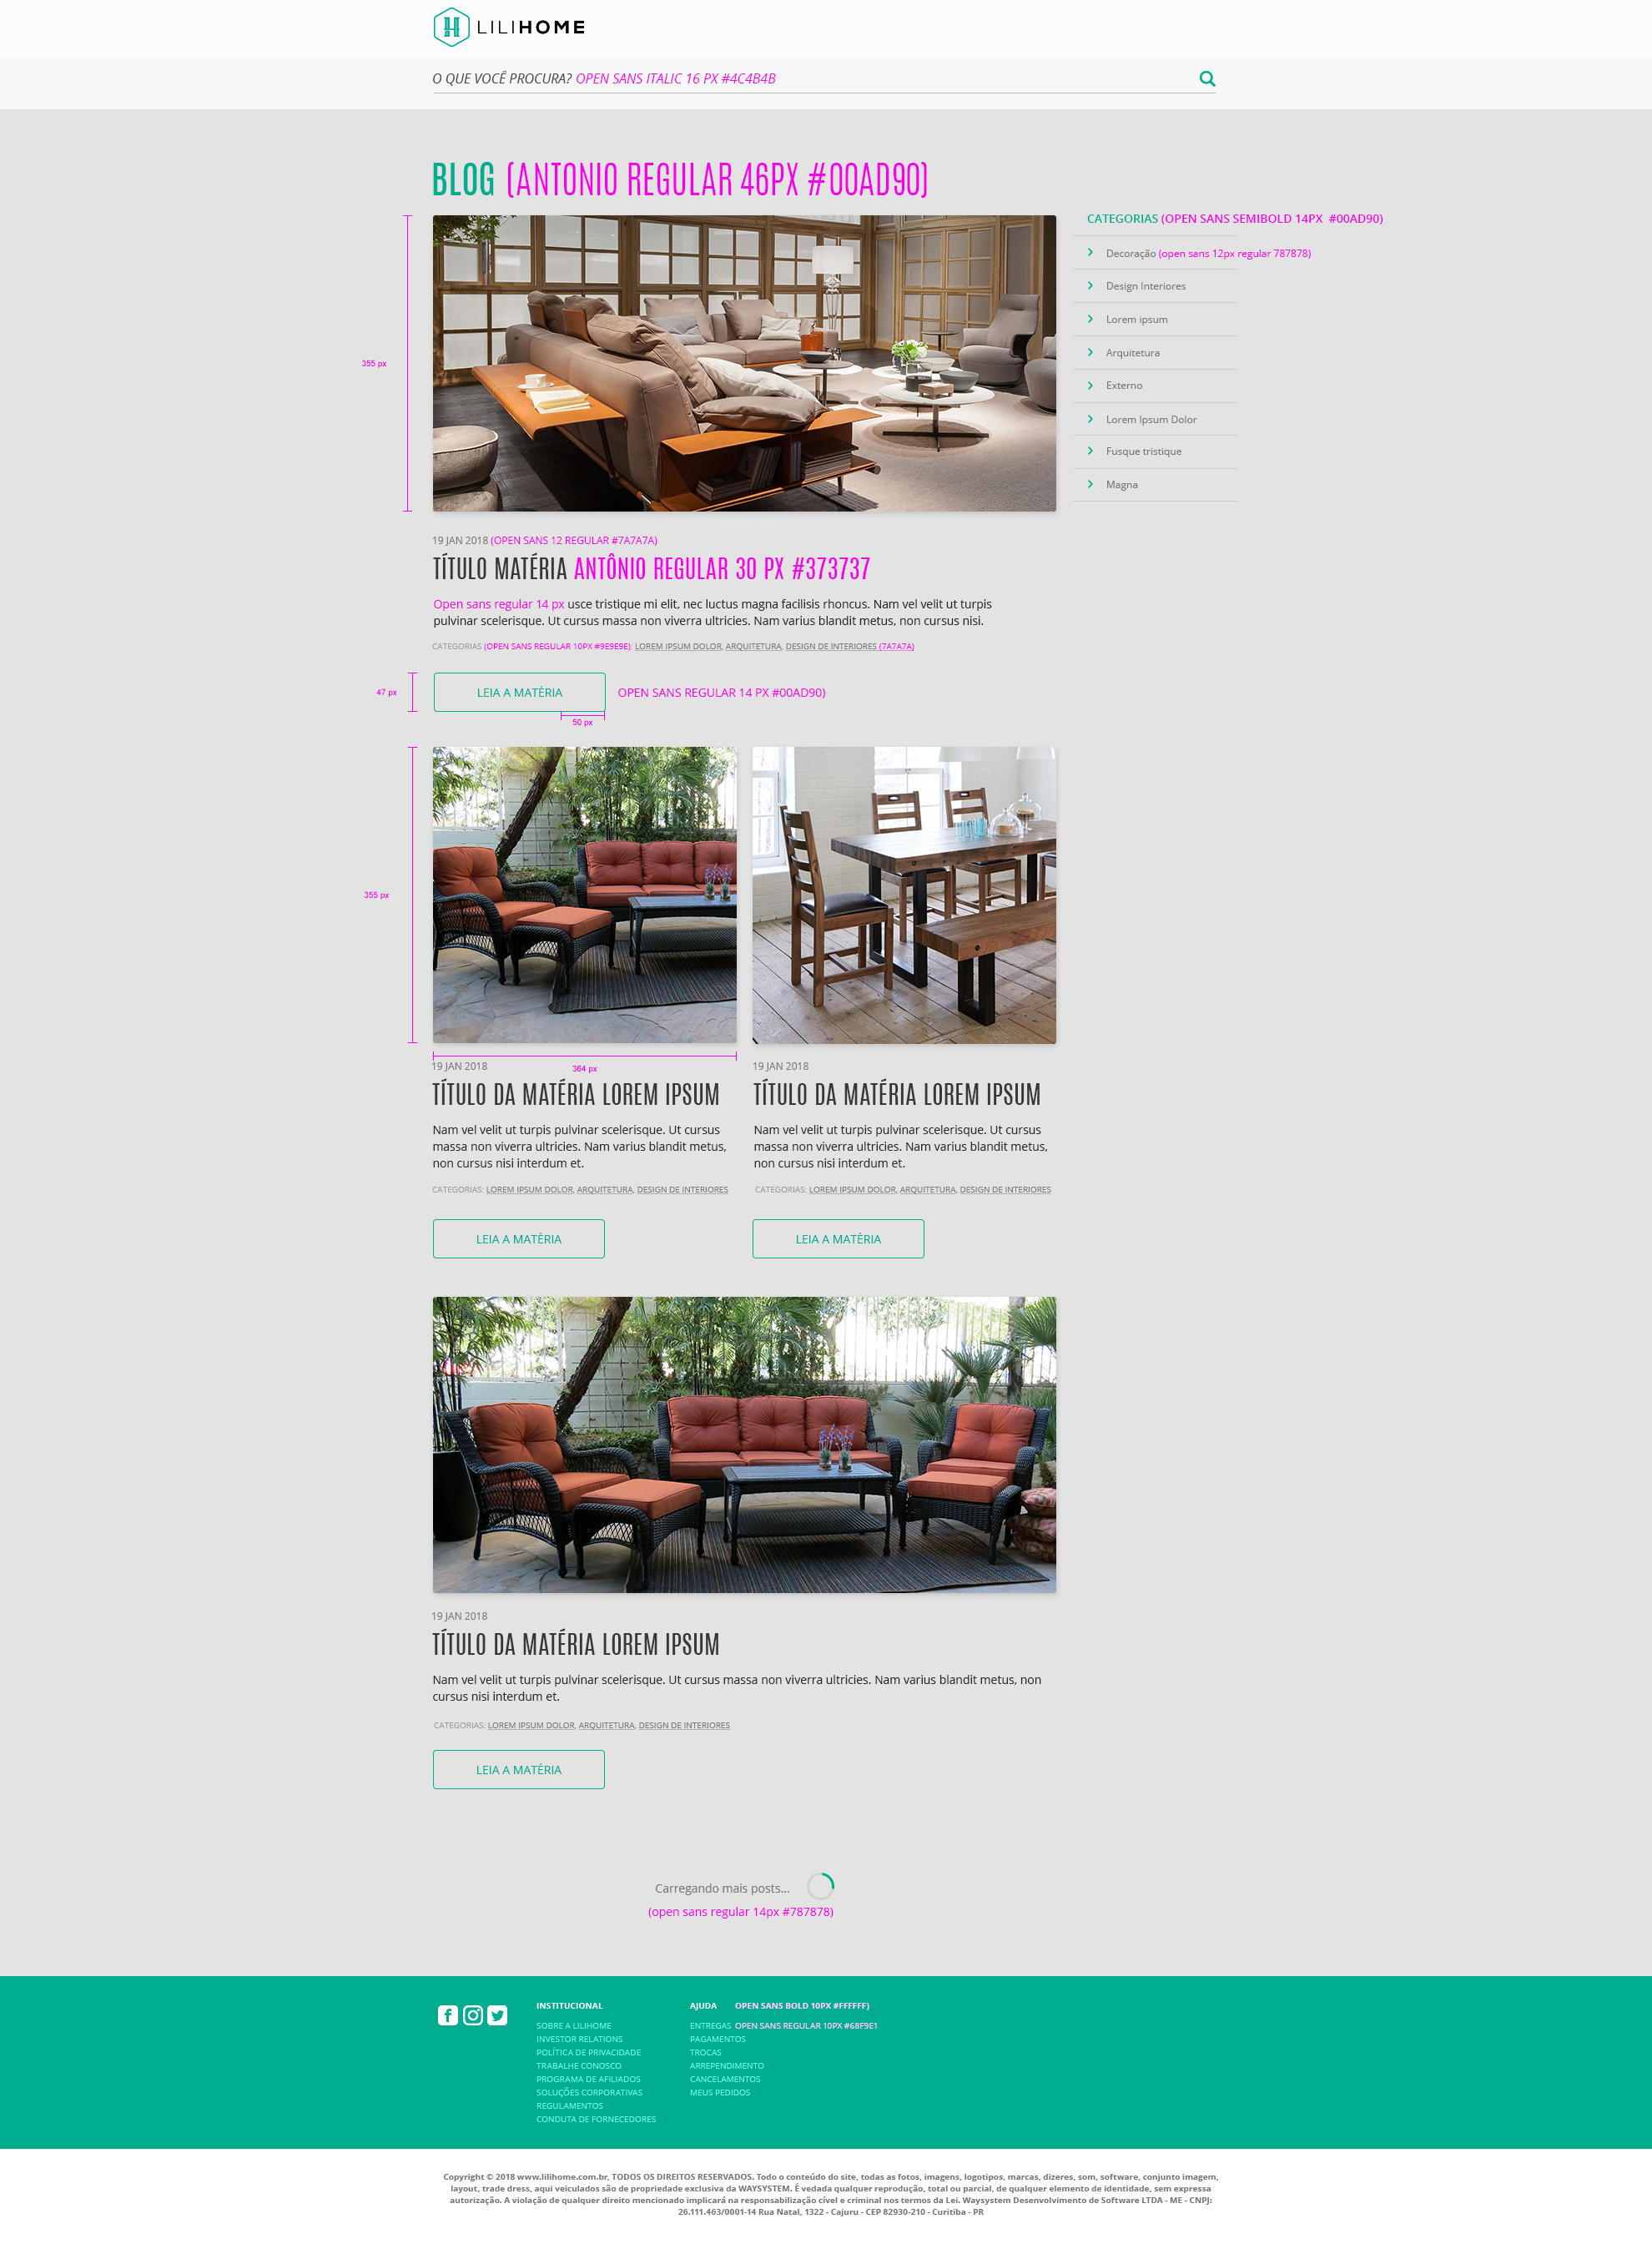 LILIHOME
O QUE VOCÊ PROCURA? OPEN SANS ITALIC 16 PX #4C4B4B
BLOG (ANTONIO REGULAR 46PX #00AD90)
CATEGORIAS (OPEN SANS SEMIBOLD 14PX #00AD90)
Decoração (open sans 12px regular 787878)
Design Interiores
Lorem ipsum
Arquitetura
Externo
Lorem Ipsum Dolor
Fusque tristique
Magna
355 px
19 JAN 2018 (OPEN SANS 12 REGULAR #7A7A7A)
TÍTULO MATÉRIA ANTÔNIO REGULAR 30 PX #373737
Open sans regular 14 px usce tristique mi elit, nec luctus magna facilisis rhoncus. Nam vel velit ut turpis
pulvinar scelerisque. Ut cursus massa non viverra ultricies. Nam varius blandit metus, non cursus nisi.
CATEGORIAS (OPEN SANS REGULAR 10PX #9E9E9E): LOREM IPSUM DOLOR, ARQUITETURA, DESIGN DE INTERIORES (7A7A7A)
47 px
LEIA A MATÉRIA
OPEN SANS REGULAR 14 PX #00AD90)
50 px
355 px
364 px
19 JAN 2018
TÍTULO DA MATÉRIA LOREM IPSUM
Nam vel velit ut turpis pulvinar scelerisque. Ut cursus
massa non viverra ultricies. Nam varius blandit metus,
non cursus nisi interdum et.
CATEGORIAS: LOREM IPSUM DOLOR, ARQUITETURA, DESIGN DE INTERIORES
LEIA A MATÉRIA
19 JAN 2018
TÍTULO DA MATÉRIA LOREM IPSUM
Nam vel velit ut turpis pulvinar scelerisque. Ut cursus
massa non viverra ultricies. Nam varius blandit metus,
non cursus nisi interdum et.
CATEGORIAS: LOREM IPSUM DOLOR, ARQUITETURA, DESIGN DE INTERIORES
LEIA A MATÉRIA
19 JAN 2018
TÍTULO DA MATÉRIA LOREM IPSUM
Nam vel velit ut turpis pulvinar scelerisque. Ut cursus massa non viverra ultricies. Nam varius blandit metus, non
cursus nisi interdum et.
CATEGORIAS: LOREM IPSUM DOLOR, ARQUITETURA, DESIGN DE INTERIORES
LEIA A MATÉRIA
Carregando mais posts...
(open sans regular 14px #787878)
INSTITUCIONAL
SOBRE A LILIHOME
INVESTOR RELATIONS
POLÍTICA DE PRIVACIDADE
TRABALHE CONOSCO
PROGRAMA DE AFILIADOS
SOLUÇÕES CORPORATIVAS
REGULAMENTOS
CONDUTA DE FORNECEDORES
AJUDA OPEN SANS BOLD 10PX #FFFFFF)
ENTREGAS OPEN SANS REGULAR 10PX #68F9E1
PAGAMENTOS
TROCAS
ARREPENDIMENTO
CANCELAMENTOS
MEUS PEDIDOS
Copyright © 2018 www.lilihome.com.br, TODOS OS DIREITOS RESERVADOS. Todo o conteúdo do site, todas as fotos, imagens, logotipos, marcas, dizeres, som, software, conjunto imagem,
layout, trade dress, aqui veiculados são de propriedade exclusiva da WAYSYSTEM. É vedada qualquer reprodução, total ou parcial, de qualquer elemento de identidade, sem expressa
autorização. A violação de qualquer direito mencionado implicará na responsabilização cível e criminal nos termos da Lei. Waysystem Desenvolvimento de Software LTDA - ME - CNPJ:
26.111.463/0001-14 Rua Natal, 1322 - Cajuru - CEP 82930-210 - Curitiba - PR